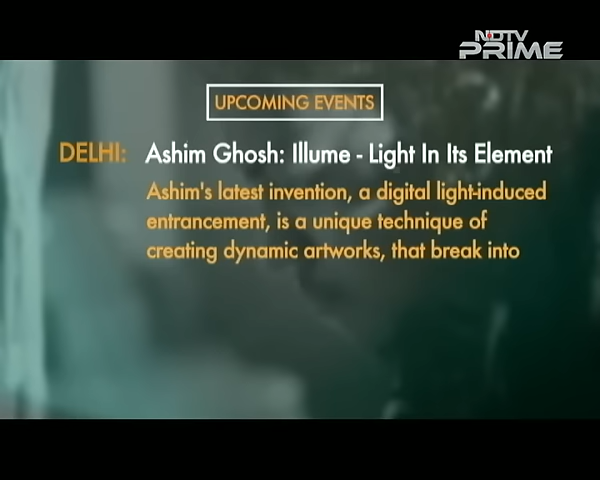 NDTV
PRIME
UPCOMING EVENTS
DELHI: Ashim Ghosh: Illume - Light In Its Element
Ashim's latest invention, a digital light-induced
entrancement, is a unique technique of
creating dynamic artworks, that break into